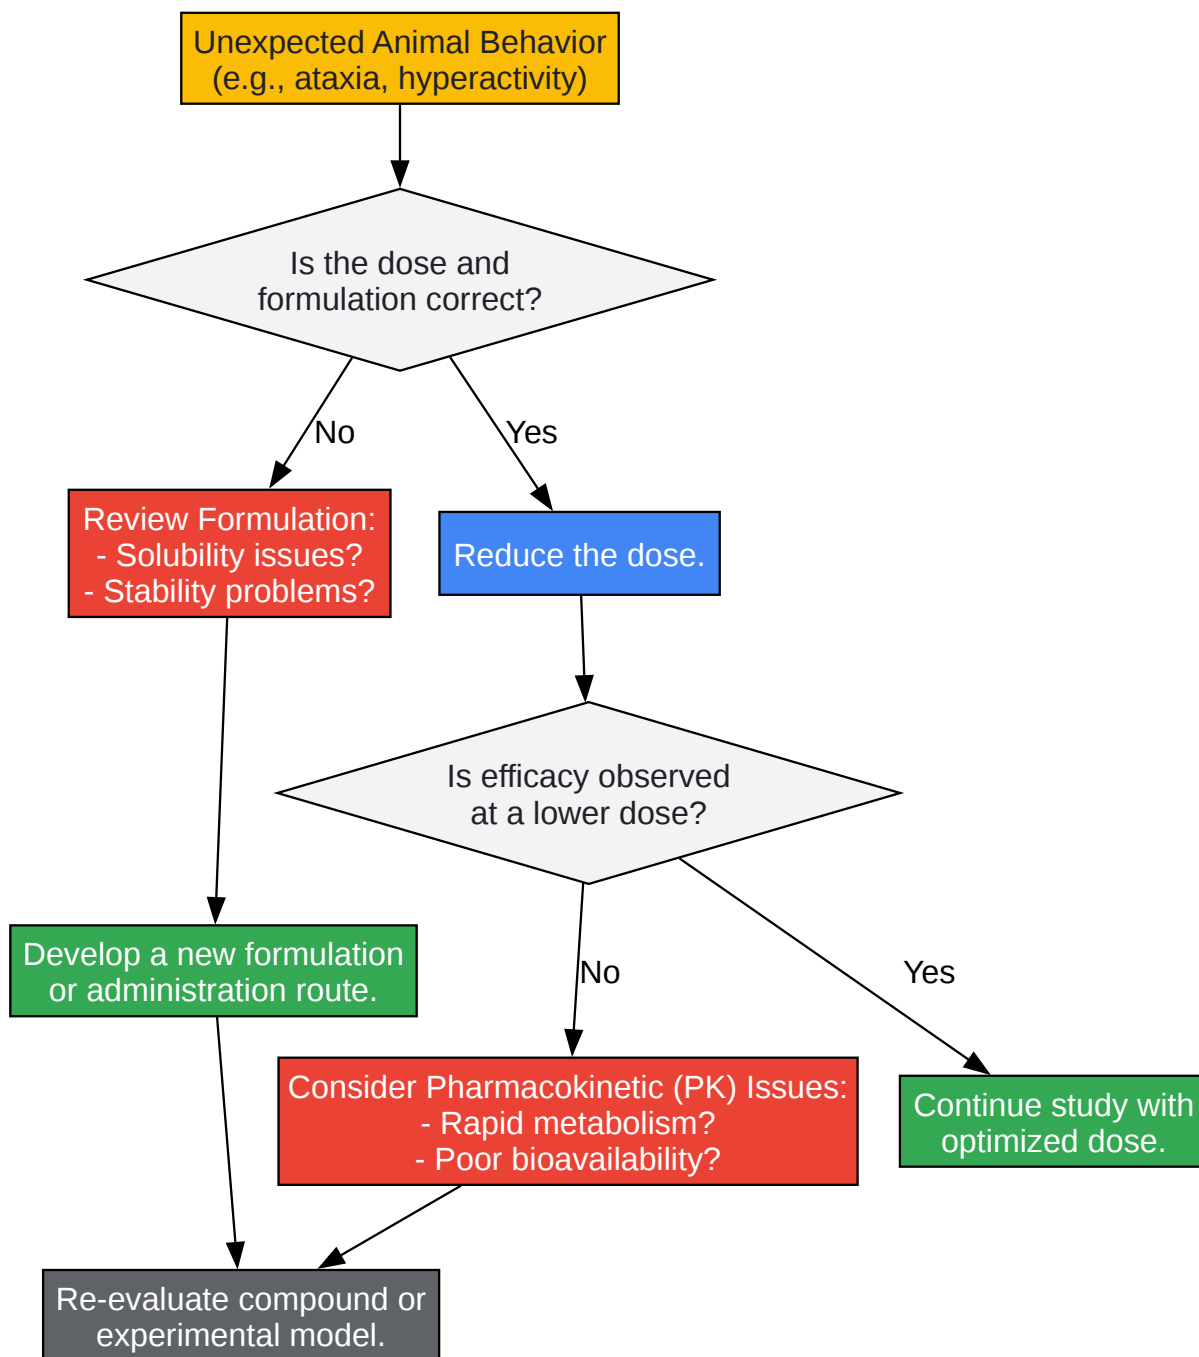 Unexpected Animal Behavior
(e.g., ataxia, hyperactivity)
Is the dose and
formulation correct?
No
Yes
Review Formulation:
- Solubility issues?
- Stability problems?
Reduce the dose.
Is efficacy observed
at a lower dose?
Develop a new formulation
or administration route.
No
Yes
Consider Pharmacokinetic (PK) Issues:
- Rapid metabolism?
- Poor bioavailability?
Continue study with
optimized dose.
Re-evaluate compound or
experimental model.